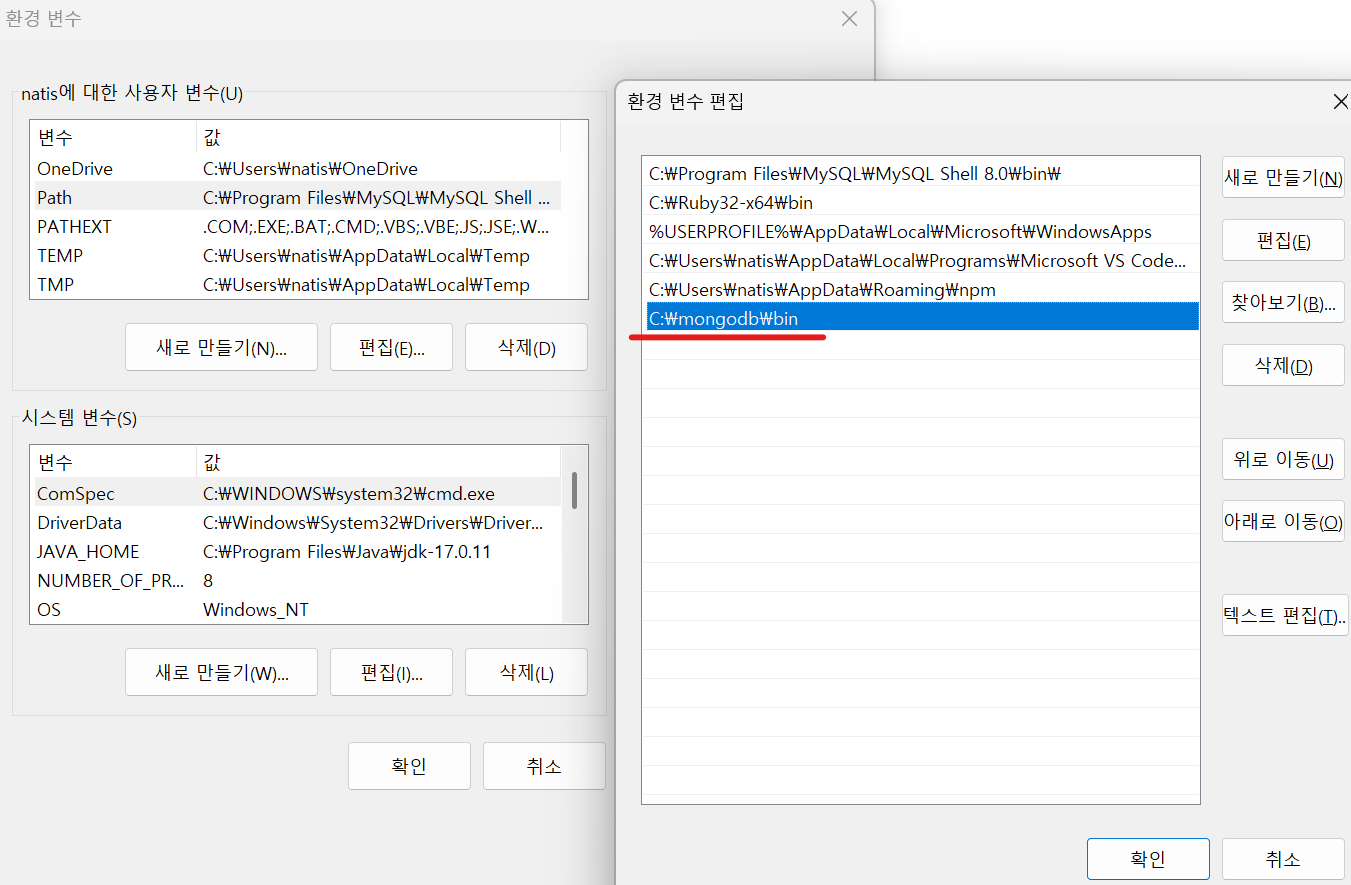 환경 변수
natis에 대한 사용자 변수(U)
변수 값
OneDrive C:₩Users₩natis₩OneDrive
Path C:₩Program Files₩MySQL₩MySQL Shell ...
PATHEXT .COM;.EXE;.BAT;.CMD;.VBS;.VBE;.JS;.JSE;.W...
TEMP C:₩Users₩natis₩AppData₩Local₩Temp
TMP C:₩Users₩natis₩AppData₩Local₩Temp
새로 만들기(N)... 편집(E)... 삭제(D)
시스템 변수(S)
변수 값
ComSpec C:₩WINDOWS₩system32₩cmd.exe
DriverData C:₩Windows₩System32₩Drivers₩Driver...
JAVA_HOME C:₩Program Files₩Java₩jdk-17.0.11
NUMBER_OF_PR... 8
OS Windows_NT
새로 만들기(W)... 편집(I)... 삭제(L)
확인 취소
환경 변수 편집
C:₩Program Files₩MySQL₩MySQL Shell 8.0₩bin₩
C:₩Ruby32-x64₩bin
%USERPROFILE%₩AppData₩Local₩Microsoft₩WindowsApps
C:₩Users₩natis₩AppData₩Local₩Programs₩Microsoft VS Code...
C:₩Users₩natis₩AppData₩Roaming₩npm
C:₩mongodb₩bin
새로 만들기(N)
편집(E)
찾아보기(B)...
삭제(D)
위로 이동(U)
아래로 이동(O)
텍스트 편집(T)..
확인 취소